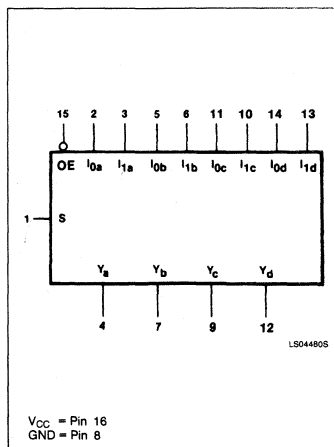 15 2 3 5 6 11 10 14 13
OE I0a I1a I0b I1b I0c I1c I0d I1d
1 S
Ya Yb Yc Yd
4 7 9 12
LS04480S
VCC = Pin 16
GND = Pin 8